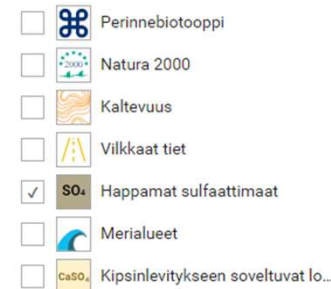 Perinnebiotooppi
2000 Natura 2000
Kaltevuus
Vilkkaat tiet
SO₄ Happamat sulfaattimaat
Merialueet
CaSO₄ Kipsinlevitykseen soveltuvat lo...